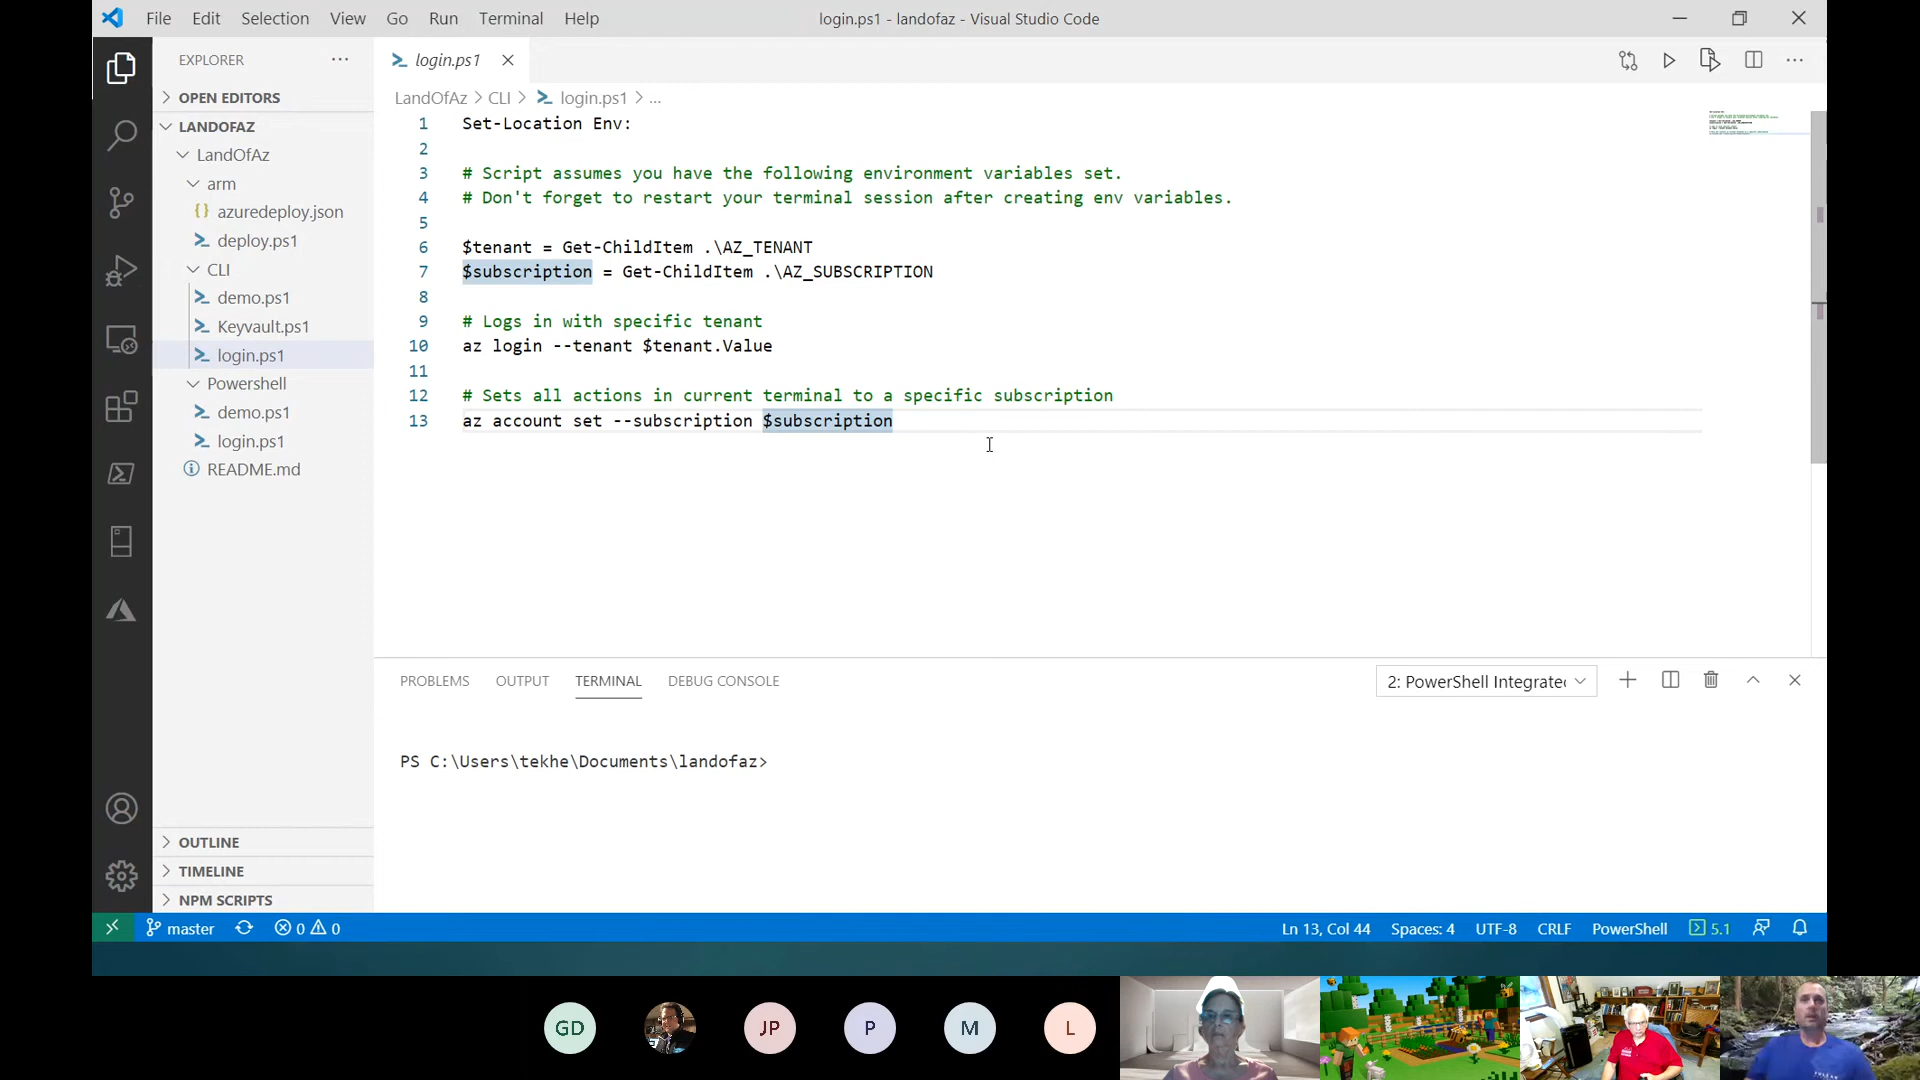 File Edit Selection View Go Run Terminal Help
login.ps1 - landofaz - Visual Studio Code
EXPLORER
login.ps1
OPEN EDITORS
LandOfAz > CLI > login.ps1 > ...
LANDOFAZ
LandOfAz
arm
azuredeploy.json
deploy.ps1
CLI
demo.ps1
Keyvault.ps1
login.ps1
Powershell
demo.ps1
login.ps1
README.md
OUTLINE
TIMELINE
NPM SCRIPTS
1 Set-Location Env:
2
3 # Script assumes you have the following environment variables set.
4 # Don't forget to restart your terminal session after creating env variables.
5
6 $tenant = Get-ChildItem .\AZ_TENANT
7 $subscription = Get-ChildItem .\AZ_SUBSCRIPTION
8
9 # Logs in with specific tenant
10 az login --tenant $tenant.Value
11
12 # Sets all actions in current terminal to a specific subscription
13 az account set --subscription $subscription
PROBLEMS OUTPUT TERMINAL DEBUG CONSOLE
2: PowerShell Integrate
PS C:\Users\tekhe\Documents\landofaz>
master 0 0
Ln 13, Col 44 Spaces: 4 UTF-8 CRLF PowerShell 5.1
GD JP P M L